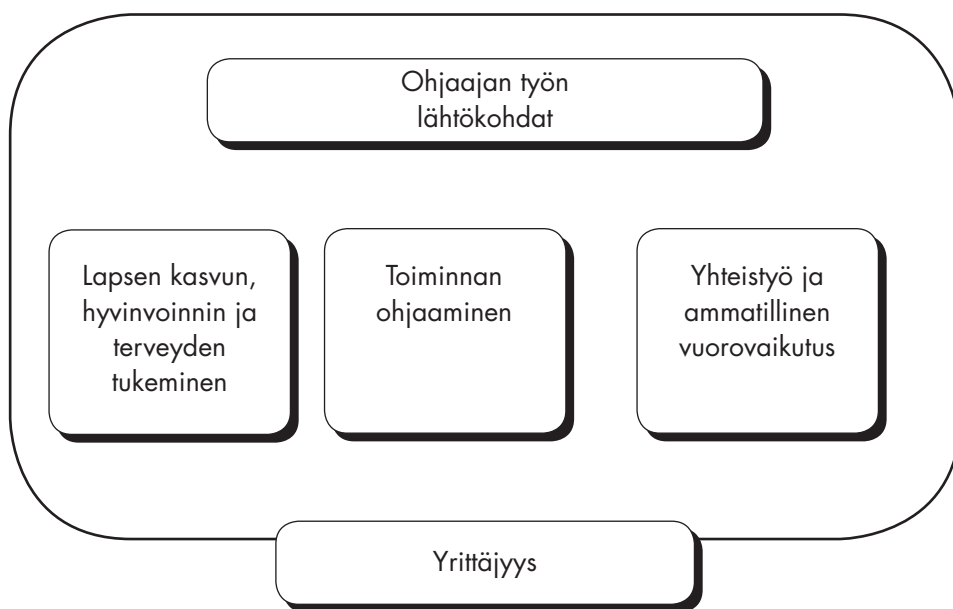 Ohjaajan työn
lähtökohdat
Lapsen kasvun,
hyvinvoinnin ja
terveyden
tukeminen
Toiminnan
ohjaaminen
Yhteistyö ja
ammatillinen
vuorovaikutus
Yrittäjyys